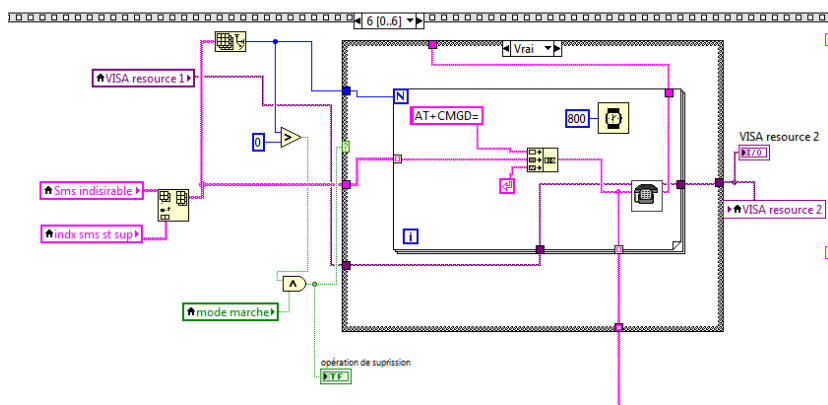 6 [0..6]
Vrai
VISA resource 1
N
AT+CMGD=
800
0
>
?
VISA resource 2
I/O
Sms indisirable
indx sms st sup
VISA resource 2
i
mode marche
opération de suprission
TF